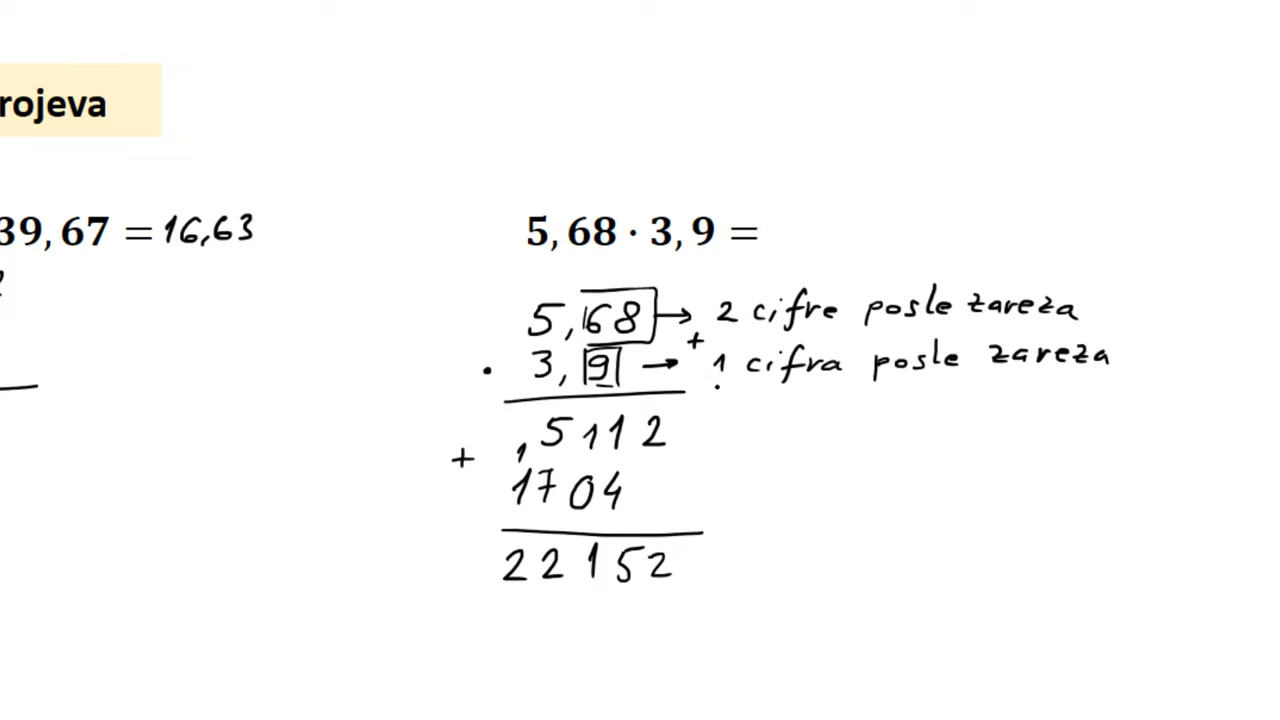 rojeva
39,67 = 16,63
5,68 · 3,9 =
5,68 → 2 cifre posle zareza
+
· 3,9 → 1 cifra posle zareza
5112
+
1704
22152